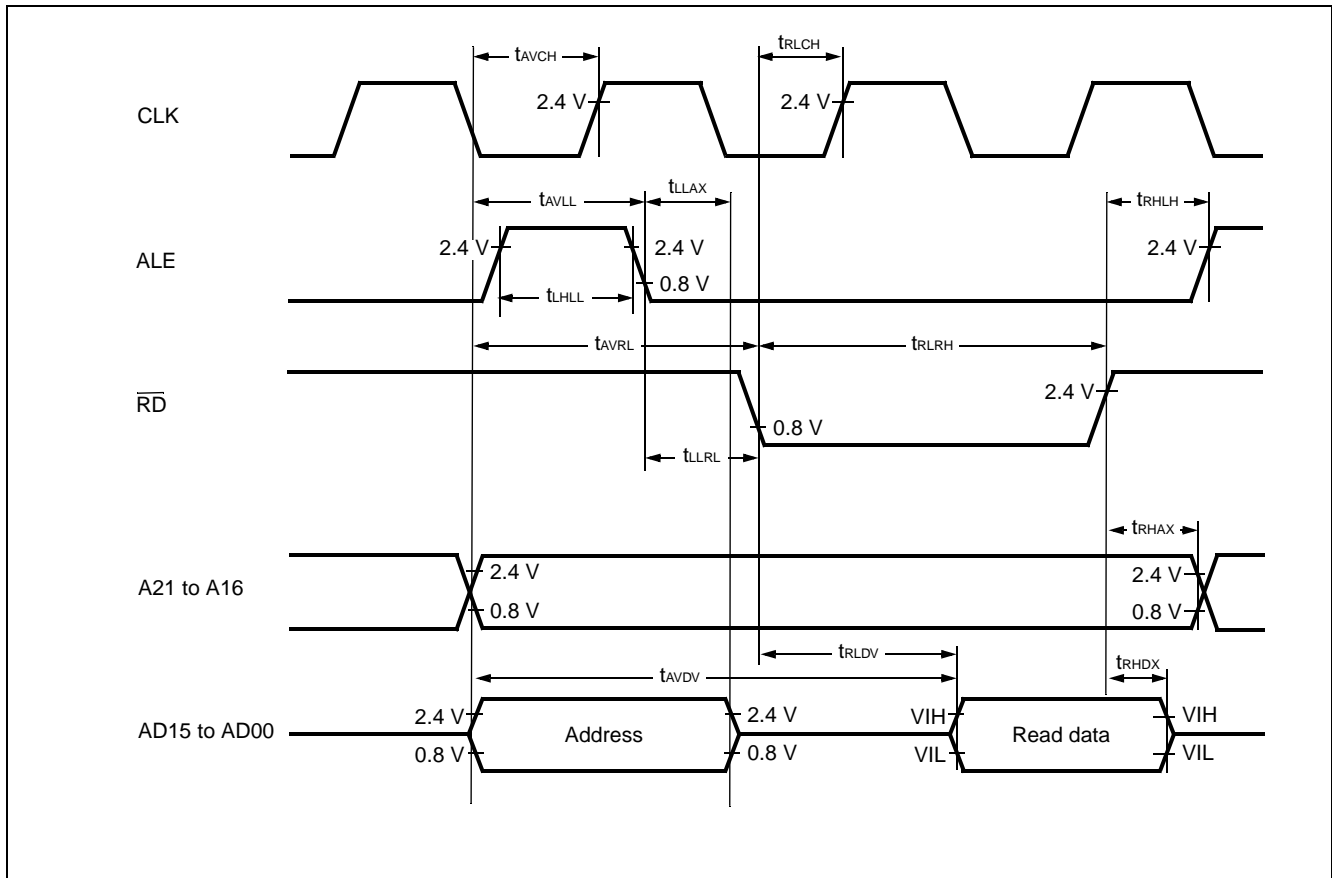 tAVCH
tRLCH
CLK
2.4 V
2.4 V
tAVLL
tLLAX
tRHLH
ALE
2.4 V
2.4 V
2.4 V
0.8 V
tLHLL
tAVRL
tRLRH
RD
2.4 V
0.8 V
tLLRL
tRHAX
A21 to A16
2.4 V
2.4 V
0.8 V
0.8 V
tRLDV
tAVDV
tRHDX
AD15 to AD00
2.4 V
Address
2.4 V
VIH
Read data
VIH
0.8 V
0.8 V
VIL
VIL